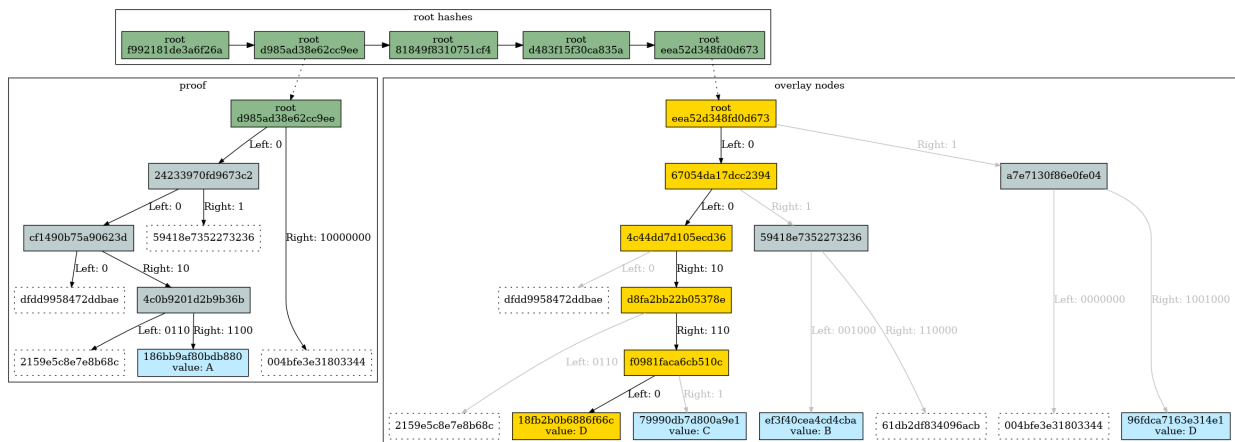 root hashes
root
f992181de3a6f26a
root
d985ad38e62cc9ee
root
81849f8310751cf4
root
d483f15f30ca835a
root
eea52d348fd0d673
proof
root
d985ad38e62cc9ee
Left: 0
24233970fd9673c2
Left: 0
Right: 1
cf1490b75a90623d
59418e7352273236
Right: 10000000
Left: 0
Right: 10
dfdd9958472ddbae
4c0b9201d2b9b36b
Left: 0110
Right: 1100
2159e5c8e7e8b68c
186bb9af80bdb880
value: A
004bfe3e31803344
overlay nodes
root
eea52d348fd0d673
Left: 0
Right: 1
67054da17dcc2394
a7e7130f86e0fe04
Left: 0
Right: 1
4c44dd7d105ecd36
59418e7352273236
Left: 0
Right: 10
dfdd9958472ddbae
d8fa2bb22b05378e
Left: 001000
Right: 110000
Left: 0000000
Right: 1001000
Left: 0110
Right: 110
f0981faca6cb510c
Left: 0
Right: 1
2159e5c8e7e8b68c
18fb2b0b6886f66c
value: D
79990db7d800a9e1
value: C
ef3f40cea4cd4cba
value: B
61db2df834096acb
004bfe3e31803344
96fdca7163e314e1
value: D